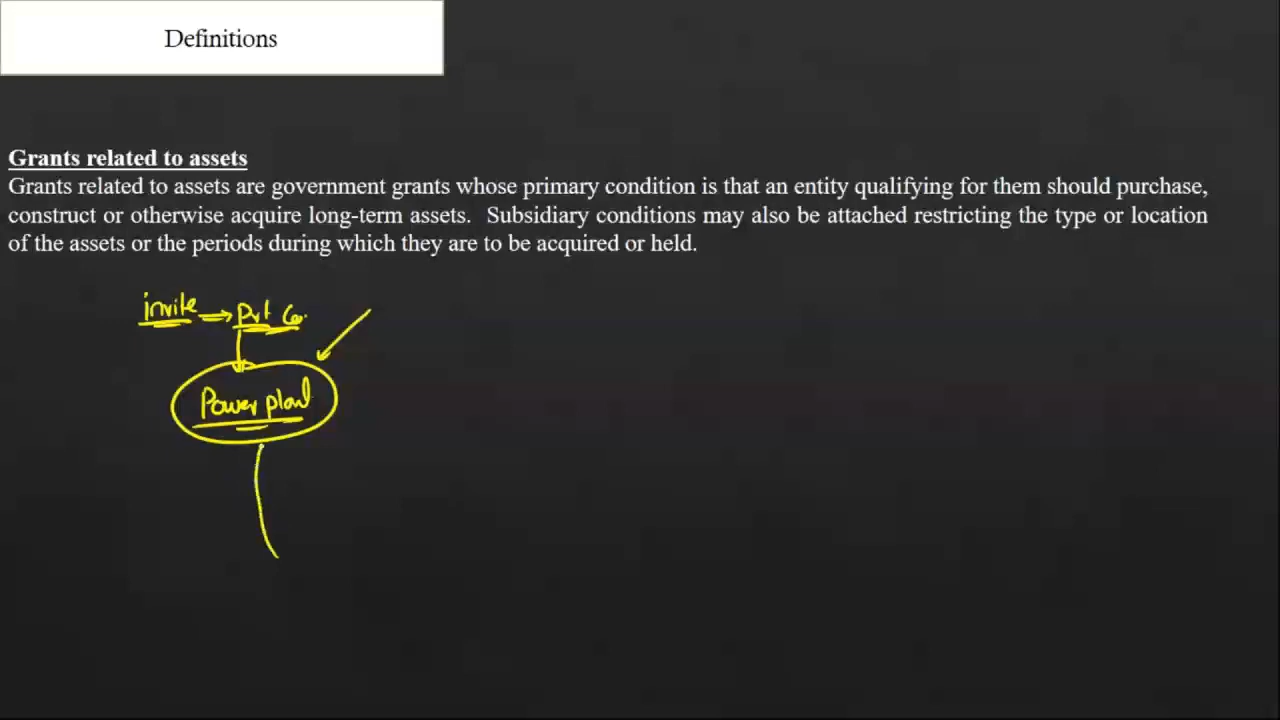 Definitions
Grants related to assets
Grants related to assets are government grants whose primary condition is that an entity qualifying for them should purchase,
construct or otherwise acquire long-term assets. Subsidiary conditions may also be attached restricting the type or location
of the assets or the periods during which they are to be acquired or held.
invite → Pvt Co.
Power plant